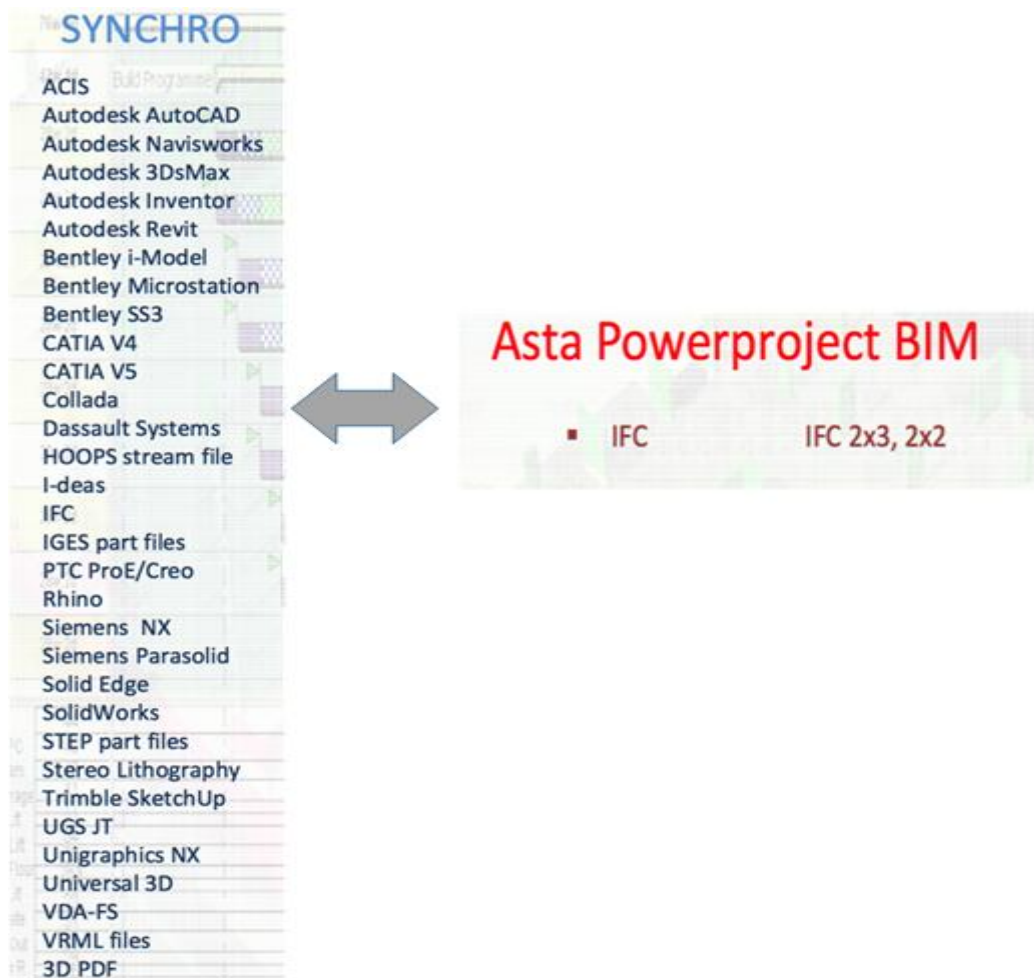 SYNCHRO
Build Programme
ACIS
Autodesk AutoCAD
Autodesk Navisworks
Autodesk 3DsMax
Autodesk Inventor
Autodesk Revit
Bentley i-Model
Bentley Microstation
Bentley SS3
CATIA V4
CATIA V5
Collada
Dassault Systems
HOOPS stream file
I-deas
IFC
IGES part files
PTC ProE/Creo
Rhino
Siemens NX
Siemens Parasolid
Solid Edge
SolidWorks
STEP part files
Stereo Lithography
Trimble SketchUp
UGS JT
Unigraphics NX
Universal 3D
VDA-FS
VRML files
3D PDF
Asta Powerproject BIM
▪ IFC IFC 2x3, 2x2